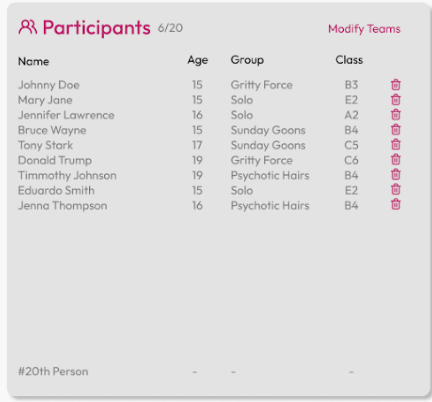 Participants 6/20 Modify Teams
Name Age Group Class
Johnny Doe 15 Gritty Force B3
Mary Jane 15 Solo E2
Jennifer Lawrence 16 Solo A2
Bruce Wayne 15 Sunday Goons B4
Tony Stark 17 Sunday Goons C5
Donald Trump 19 Gritty Force C6
Timmothy Johnson 19 Psychotic Hairs B4
Eduardo Smith 15 Solo E2
Jenna Thompson 16 Psychotic Hairs B4
#20th Person - - -